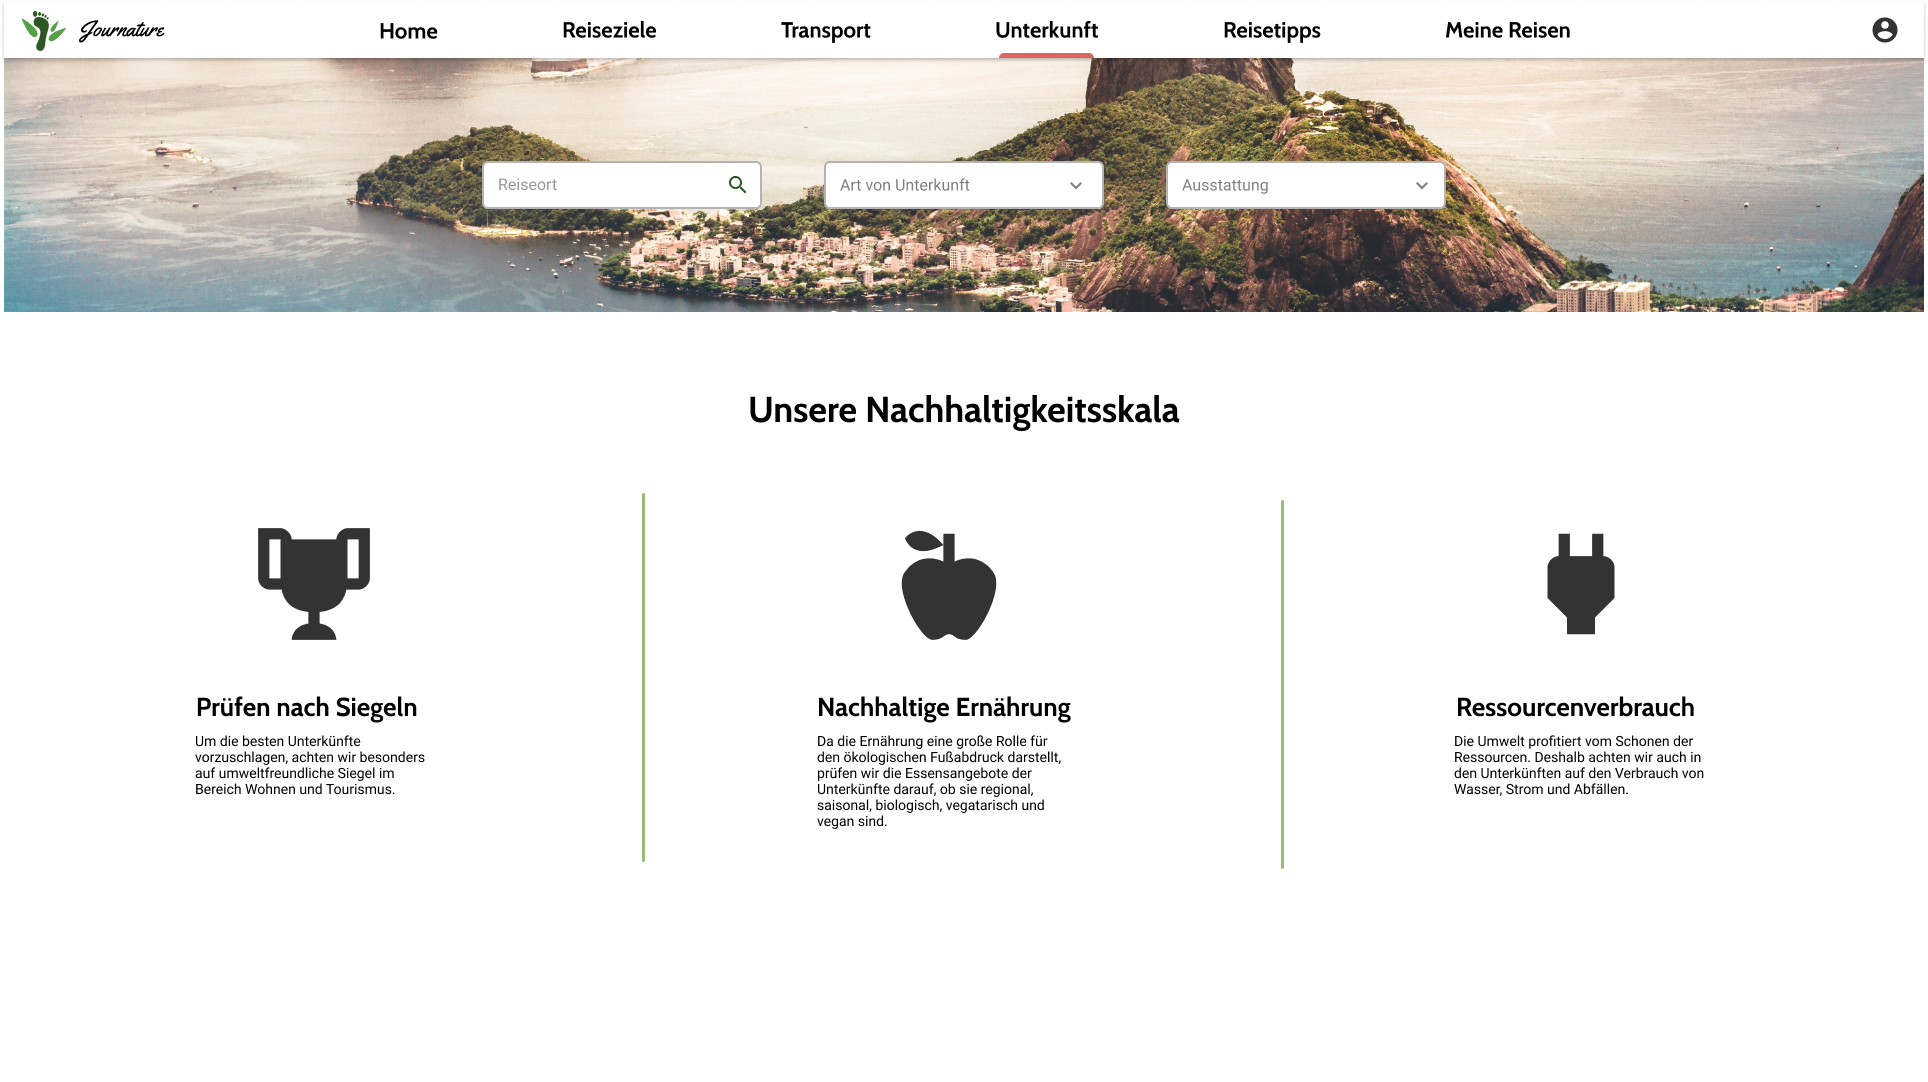 Journature
Home
Reiseziele
Transport
Unterkunft
Reisetipps
Meine Reisen
Reiseort
Art von Unterkunft
Ausstattung
Unsere Nachhaltigkeitsskala
Prüfen nach Siegeln
Um die besten Unterkünfte
vorzuschlagen, achten wir besonders
auf umweltfreundliche Siegel im
Bereich Wohnen und Tourismus.
Nachhaltige Ernährung
Da die Ernährung eine große Rolle für
den ökologischen Fußabdruck darstellt,
prüfen wir die Essensangebote der
Unterkünfte darauf, ob sie regional,
saisonal, biologisch, vegatarisch und
vegan sind.
Ressourcenverbrauch
Die Umwelt profitiert vom Schonen der
Ressourcen. Deshalb achten wir auch in
den Unterkünften auf den Verbrauch von
Wasser, Strom und Abfällen.